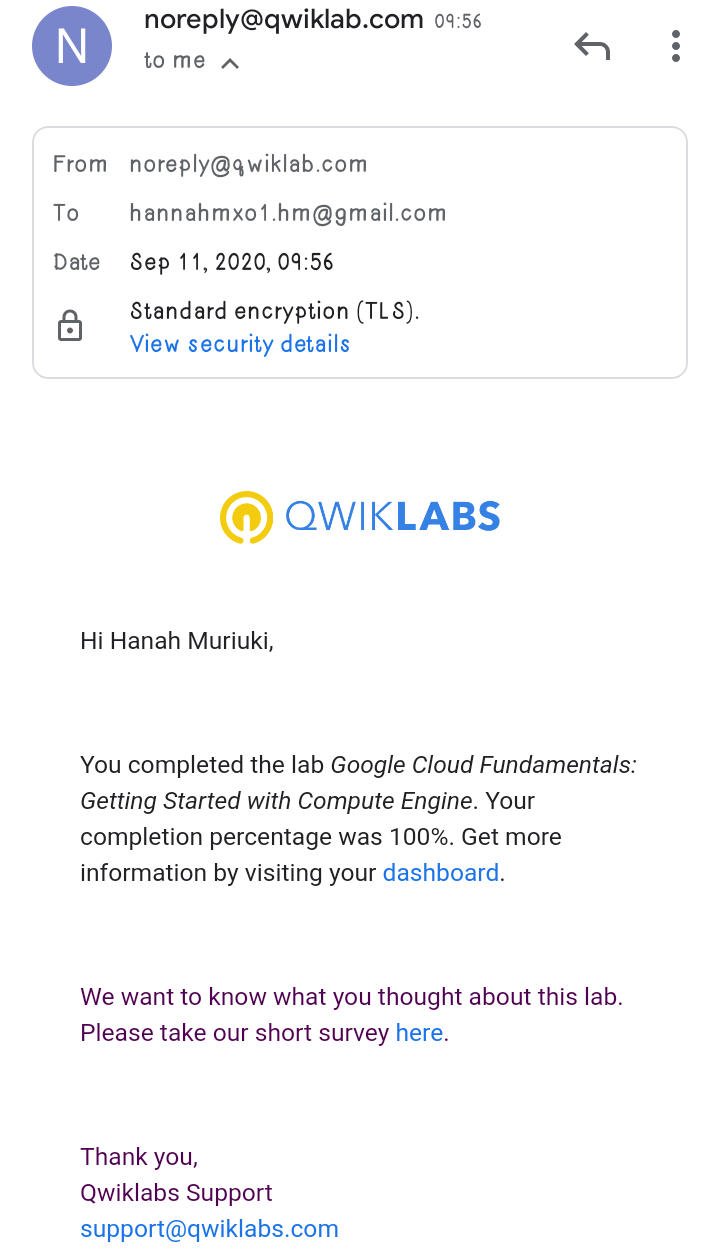 N
noreply@qwiklab.com 09:56
to me
From noreply@qwiklab.com
To hannahmxo1.hm@gmail.com
Date Sep 11, 2020, 09:56
Standard encryption (TLS).
View security details
QWIKLABS
Hi Hanah Muriuki,
You completed the lab Google Cloud Fundamentals:
Getting Started with Compute Engine. Your
completion percentage was 100%. Get more
information by visiting your dashboard.
We want to know what you thought about this lab.
Please take our short survey here.
Thank you,
Qwiklabs Support
support@qwiklabs.com